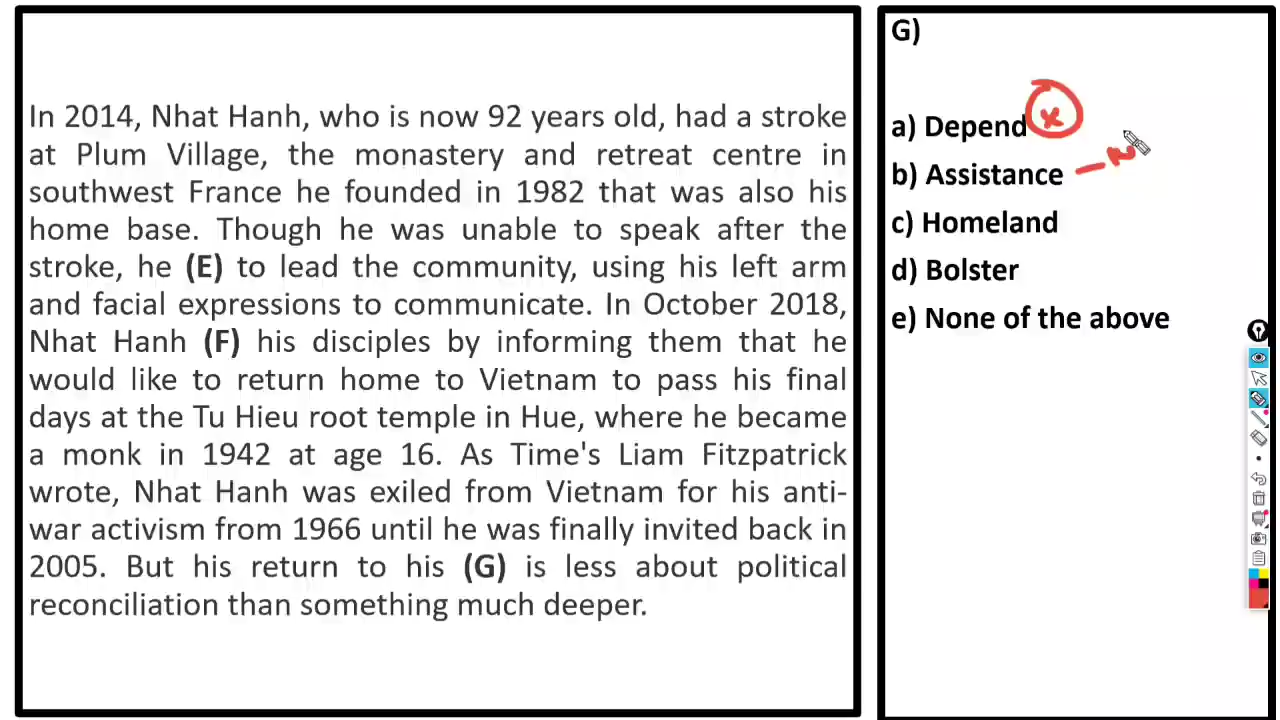 In 2014, Nhat Hanh, who is now 92 years old, had a stroke
at Plum Village, the monastery and retreat centre in
southwest France he founded in 1982 that was also his
home base. Though he was unable to speak after the
stroke, he (E) to lead the community, using his left arm
and facial expressions to communicate. In October 2018,
Nhat Hanh (F) his disciples by informing them that he
would like to return home to Vietnam to pass his final
days at the Tu Hieu root temple in Hue, where he became
a monk in 1942 at age 16. As Time's Liam Fitzpatrick
wrote, Nhat Hanh was exiled from Vietnam for his anti-
war activism from 1966 until he was finally invited back in
2005. But his return to his (G) is less about political
reconciliation than something much deeper.
G)
a) Depend
b) Assistance
c) Homeland
d) Bolster
e) None of the above